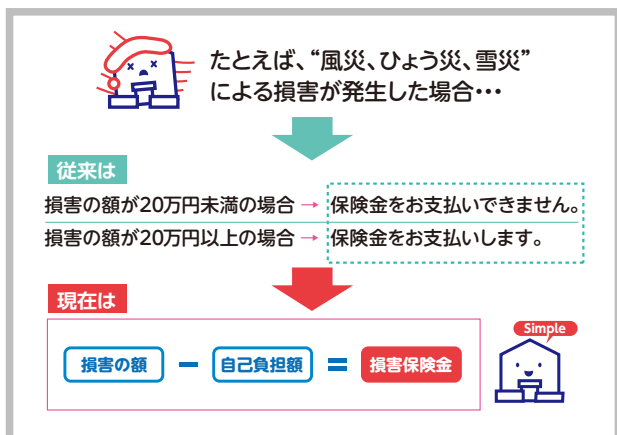 たとえば、“風災、ひょう災、雪災”
による損害が発生した場合･･･
従来は
損害の額が20万円未満の場合 → 保険金をお支払いできません。
損害の額が20万円以上の場合 → 保険金をお支払いします。
現在は
Simple
損害の額 － 自己負担額 ＝ 損害保険金